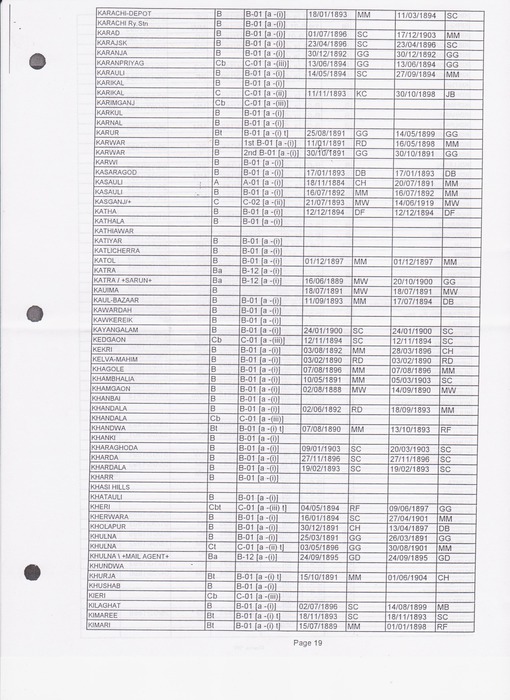 KARACHI-DEPOT B B-01 [a -(i)] 18/01/1893 MM 11/03/1894 SC
KARACHI Ry.Stn B B-01 [a -(i)]
KARAD B B-01 [a -(i)] 01/07/1896 SC 17/12/1903 MM
KARAJSK B B-01 [a -(i)] 23/04/1896 SC 23/04/1896 SC
KARANJA B B-01 [a -(i)] 30/12/1892 GG 30/12/1892 GG
KARANPRIYAG Cb C-01 [a -(iii)] 13/06/1894 GG 13/06/1894 GG
KARAULI B B-01 [a -(i)] 14/05/1894 SC 27/09/1894 MM
KARIKAL B B-01 [a -(i)]
KARIKAL C C-01 [a -(ii)] 11/11/1893 KC 30/10/1898 JB
KARIMGANJ Cb C-01 [a -(iii)]
KARKUL B B-01 [a -(i)]
KARNAL B B-01 [a -(i)]
KARUR Bt B-01 [a -(i) t] 25/08/1891 GG 14/05/1899 GG
KARWAR B 1st B-01 [a -(i)] 11/01/1891 RD 16/05/1898 MM
KARWAR B 2nd B-01 [a -(i)] 30/10/1891 GG 30/10/1891 GG
KARWI B B-01 [a -(i)]
KASARAGOD B B-01 [a -(i)] 17/01/1893 DB 17/01/1893 DB
KASAULI A A-01 [a -(i)] 18/11/1884 CH 20/07/1891 MM
KASAULI B B-01 [a -(i)] 16/07/1892 MM 16/07/1892 MM
KASGANJ/+ C C-02 [a -(ii)] 21/07/1893 MW 14/06/1919 MW
KATHA B B-01 [a -(i)] 12/12/1894 DF 12/12/1894 DF
KATHALA B B-01 [a -(i)]
KATHIAWAR
KATIYAR B B-01 [a -(i)]
KATLICHERRA B B-01 [a -(i)]
KATOL B B-01 [a -(i)] 01/12/1897 MM 01/12/1897 MM
KATRA Ba B-12 [a -(i)]
KATRA / +SARUN+ Ba B-12 [a -(i)] 16/06/1889 MW 20/10/1900 GG
KAUIMA B 18/07/1891 MW 18/07/1891 MW
KAUL-BAZAAR B B-01 [a -(i)] 11/09/1893 MM 17/07/1894 DB
KAWARDAH B B-01 [a -(i)]
KAWKEREIK B B-01 [a -(i)]
KAYANGALAM B B-01 [a -(i)] 24/01/1900 SC 24/01/1900 SC
KEDGAON Cb C-01 [a -(iii)] 12/11/1894 SC 12/11/1894 SC
KEKRI B B-01 [a -(i)] 03/08/1892 MM 28/03/1896 CH
KELVA-MAHIM B B-01 [a -(i)] 03/02/1890 RD 03/02/1890 RD
KHAGOLE B B-01 [a -(i)] 07/08/1896 MM 07/08/1896 MM
KHAMBHALIA B B-01 [a -(i)] 10/05/1891 MM 05/03/1903 SC
KHAMGAON B B-01 [a -(i)] 02/08/1888 MW 14/09/1890 MW
KHANBAI B B-01 [a -(i)]
KHANDALA B B-01 [a -(i)] 02/06/1892 RD 18/09/1893 MM
KHANDALA Cb C-01 [a -(iii)]
KHANDWA Bt B-01 [a -(i) t] 07/08/1890 MM 13/10/1893 RF
KHANKI B B-01 [a -(i)]
KHARAGHODA B B-01 [a -(i)] 09/01/1903 SC 20/03/1903 SC
KHARDA B B-01 [a -(i)] 27/11/1896 SC 27/11/1896 SC
KHARDALA B B-01 [a -(i)] 19/02/1893 SC 19/02/1893 SC
KHARR B B-01 [a -(i)]
KHASI HILLS
KHATAULI B B-01 [a -(i)]
KHERI Cbt C-01 [a -(iii) t] 04/05/1894 RF 09/06/1897 GG
KHERWARA B B-01 [a -(i)] 16/01/1894 SC 27/04/1901 MM
KHOLAPUR B B-01 [a -(i)] 30/12/1891 CH 13/04/1897 DB
KHULNA B B-01 [a -(i)] 25/03/1891 GG 26/03/1891 GG
KHULNA Ct C-01 [a -(ii) t] 03/05/1896 GG 30/08/1901 MM
KHULNA \ +MAIL AGENT+ Ba B-12 [a -(i)] 24/09/1895 GD 24/09/1895 GD
KHUNDWA
KHURJA Bt B-01 [a -(i) t] 15/10/1891 MM 01/06/1904 CH
KHUSHAB B B-01 [a -(i)]
KIERI Cb C-01 [a -(iii)]
KILAGHAT B B-01 [a -(i)] 02/07/1896 SC 14/08/1899 MB
KIMAREE Bt B-01 [a -(i) t] 18/11/1893 SC 18/11/1893 SC
KIMARI Bt B-01 [a -(i) t] 15/07/1889 MM 01/01/1898 RF
Page 19